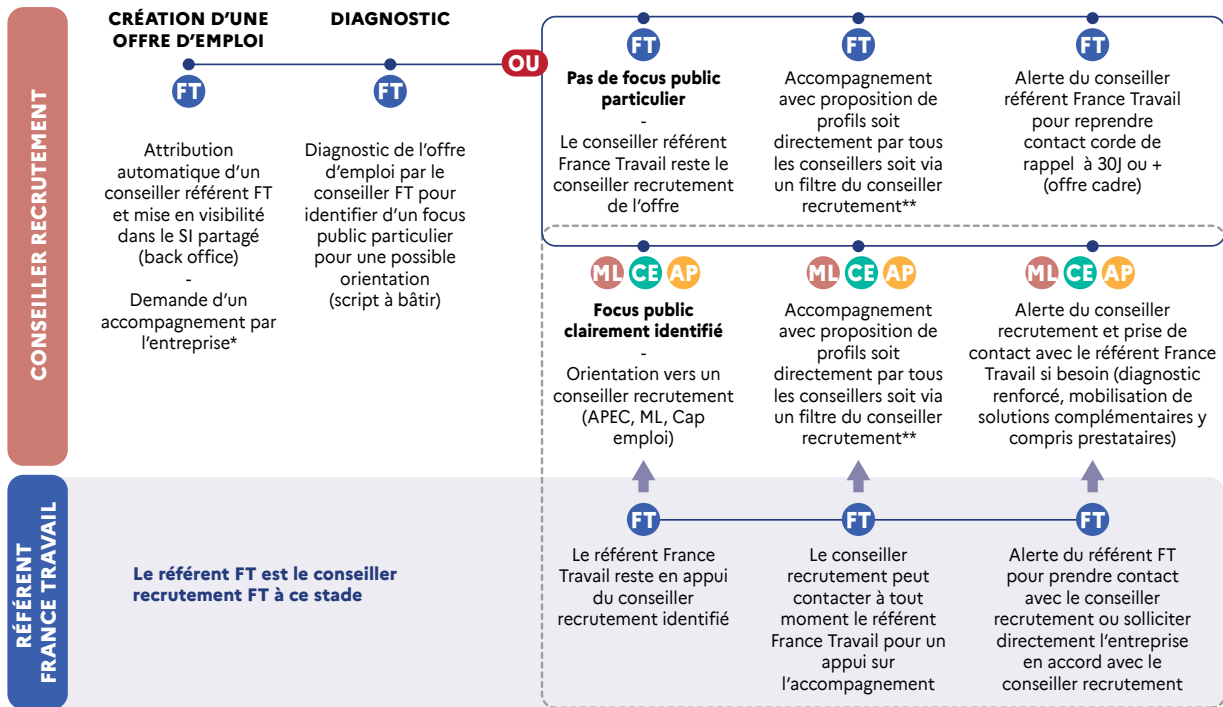 CONSEILLER RECRUTEMENT
CRÉATION D'UNE
OFFRE D'EMPLOI
FT
Attribution
automatique d'un
conseiller référent FT
et mise en visibilité
dans le SI partagé
(back office)
-
Demande d'un
accompagnement par
l'entreprise*
DIAGNOSTIC
FT
Diagnostic de l'offre
d'emploi par le
conseiller FT pour
identifier d'un focus
public particulier
pour une possible
orientation
(script à bâtir)
OU
FT
Pas de focus public
particulier
-
Le conseiller référent
France Travail reste le
conseiller recrutement
de l'offre
FT
Accompagnement
avec proposition de
profils soit
directement par tous
les conseillers soit via
un filtre du conseiller
recrutement**
FT
Alerte du conseiller
référent France Travail
pour reprendre
contact corde de
rappel à 30J ou +
(offre cadre)
ML CE AP
Focus public
clairement identifié
-
Orientation vers un
conseiller recrutement
(APEC, ML, Cap
emploi)
ML CE AP
Accompagnement
avec proposition de
profils soit
directement par tous
les conseillers soit via
un filtre du conseiller
recrutement**
ML CE AP
Alerte du conseiller
recrutement et prise de
contact avec le référent France
Travail si besoin (diagnostic
renforcé, mobilisation de
solutions complémentaires y
compris prestataires)
RÉFÉRENT
FRANCE TRAVAIL
Le référent FT est le conseiller
recrutement FT à ce stade
FT
Le référent France
Travail reste en appui
du conseiller
recrutement identifié
FT
Le conseiller
recrutement peut
contacter à tout
moment le référent
France Travail pour un
appui sur
l'accompagnement
FT
Alerte du référent FT
pour prendre contact
avec le conseiller
recrutement ou solliciter
directement l'entreprise
en accord avec le
conseiller recrutement